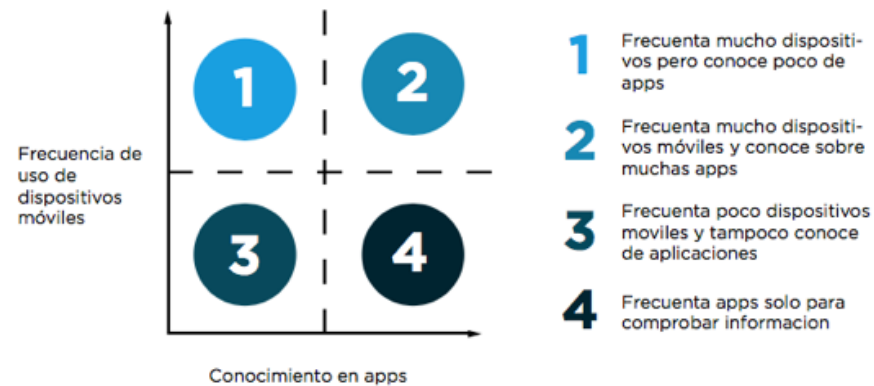 Frecuencia de
uso de
dispositivos
móviles
1
2
3
4
Conocimiento en apps
1
Frecuenta mucho dispositi-
vos pero conoce poco de
apps
2
Frecuenta mucho dispositi-
vos móviles y conoce sobre
muchas apps
3
Frecuenta poco dispositivos
moviles y tampoco conoce
de aplicaciones
4
Frecuenta apps solo para
comprobar informacion